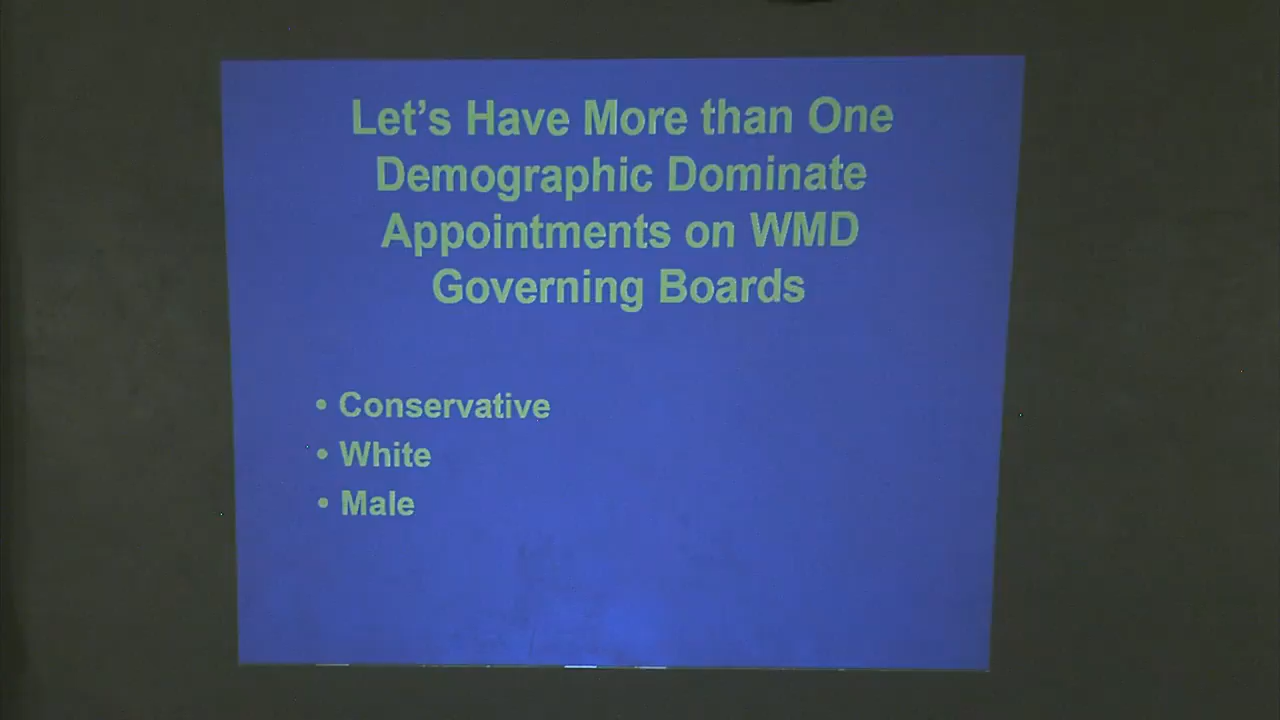 Let's Have More than One
Demographic Dominate
Appointments on WMD
Governing Boards
• Conservative
• White
• Male